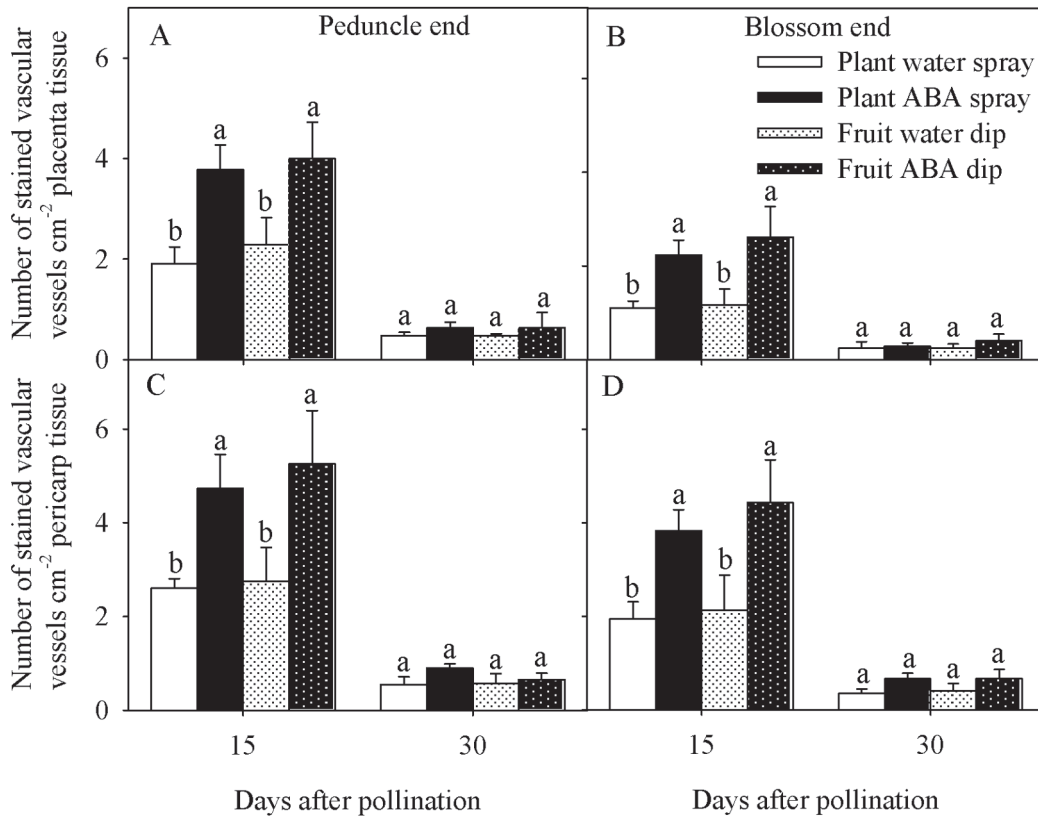 A
Peduncle end
B
Blossom end
Plant water spray
Plant ABA spray
Fruit water dip
Fruit ABA dip
Number of stained vascular
vessels cm⁻² placenta tissue
6
4
2
0
b
a
b
a
a
a
a
a
b
a
b
a
a
a
a
a
C
D
Number of stained vascular
vessels cm⁻² pericarp tissue
6
4
2
0
b
a
b
a
a
a
a
a
b
a
b
a
a
a
a
a
15
30
15
30
Days after pollination
Days after pollination